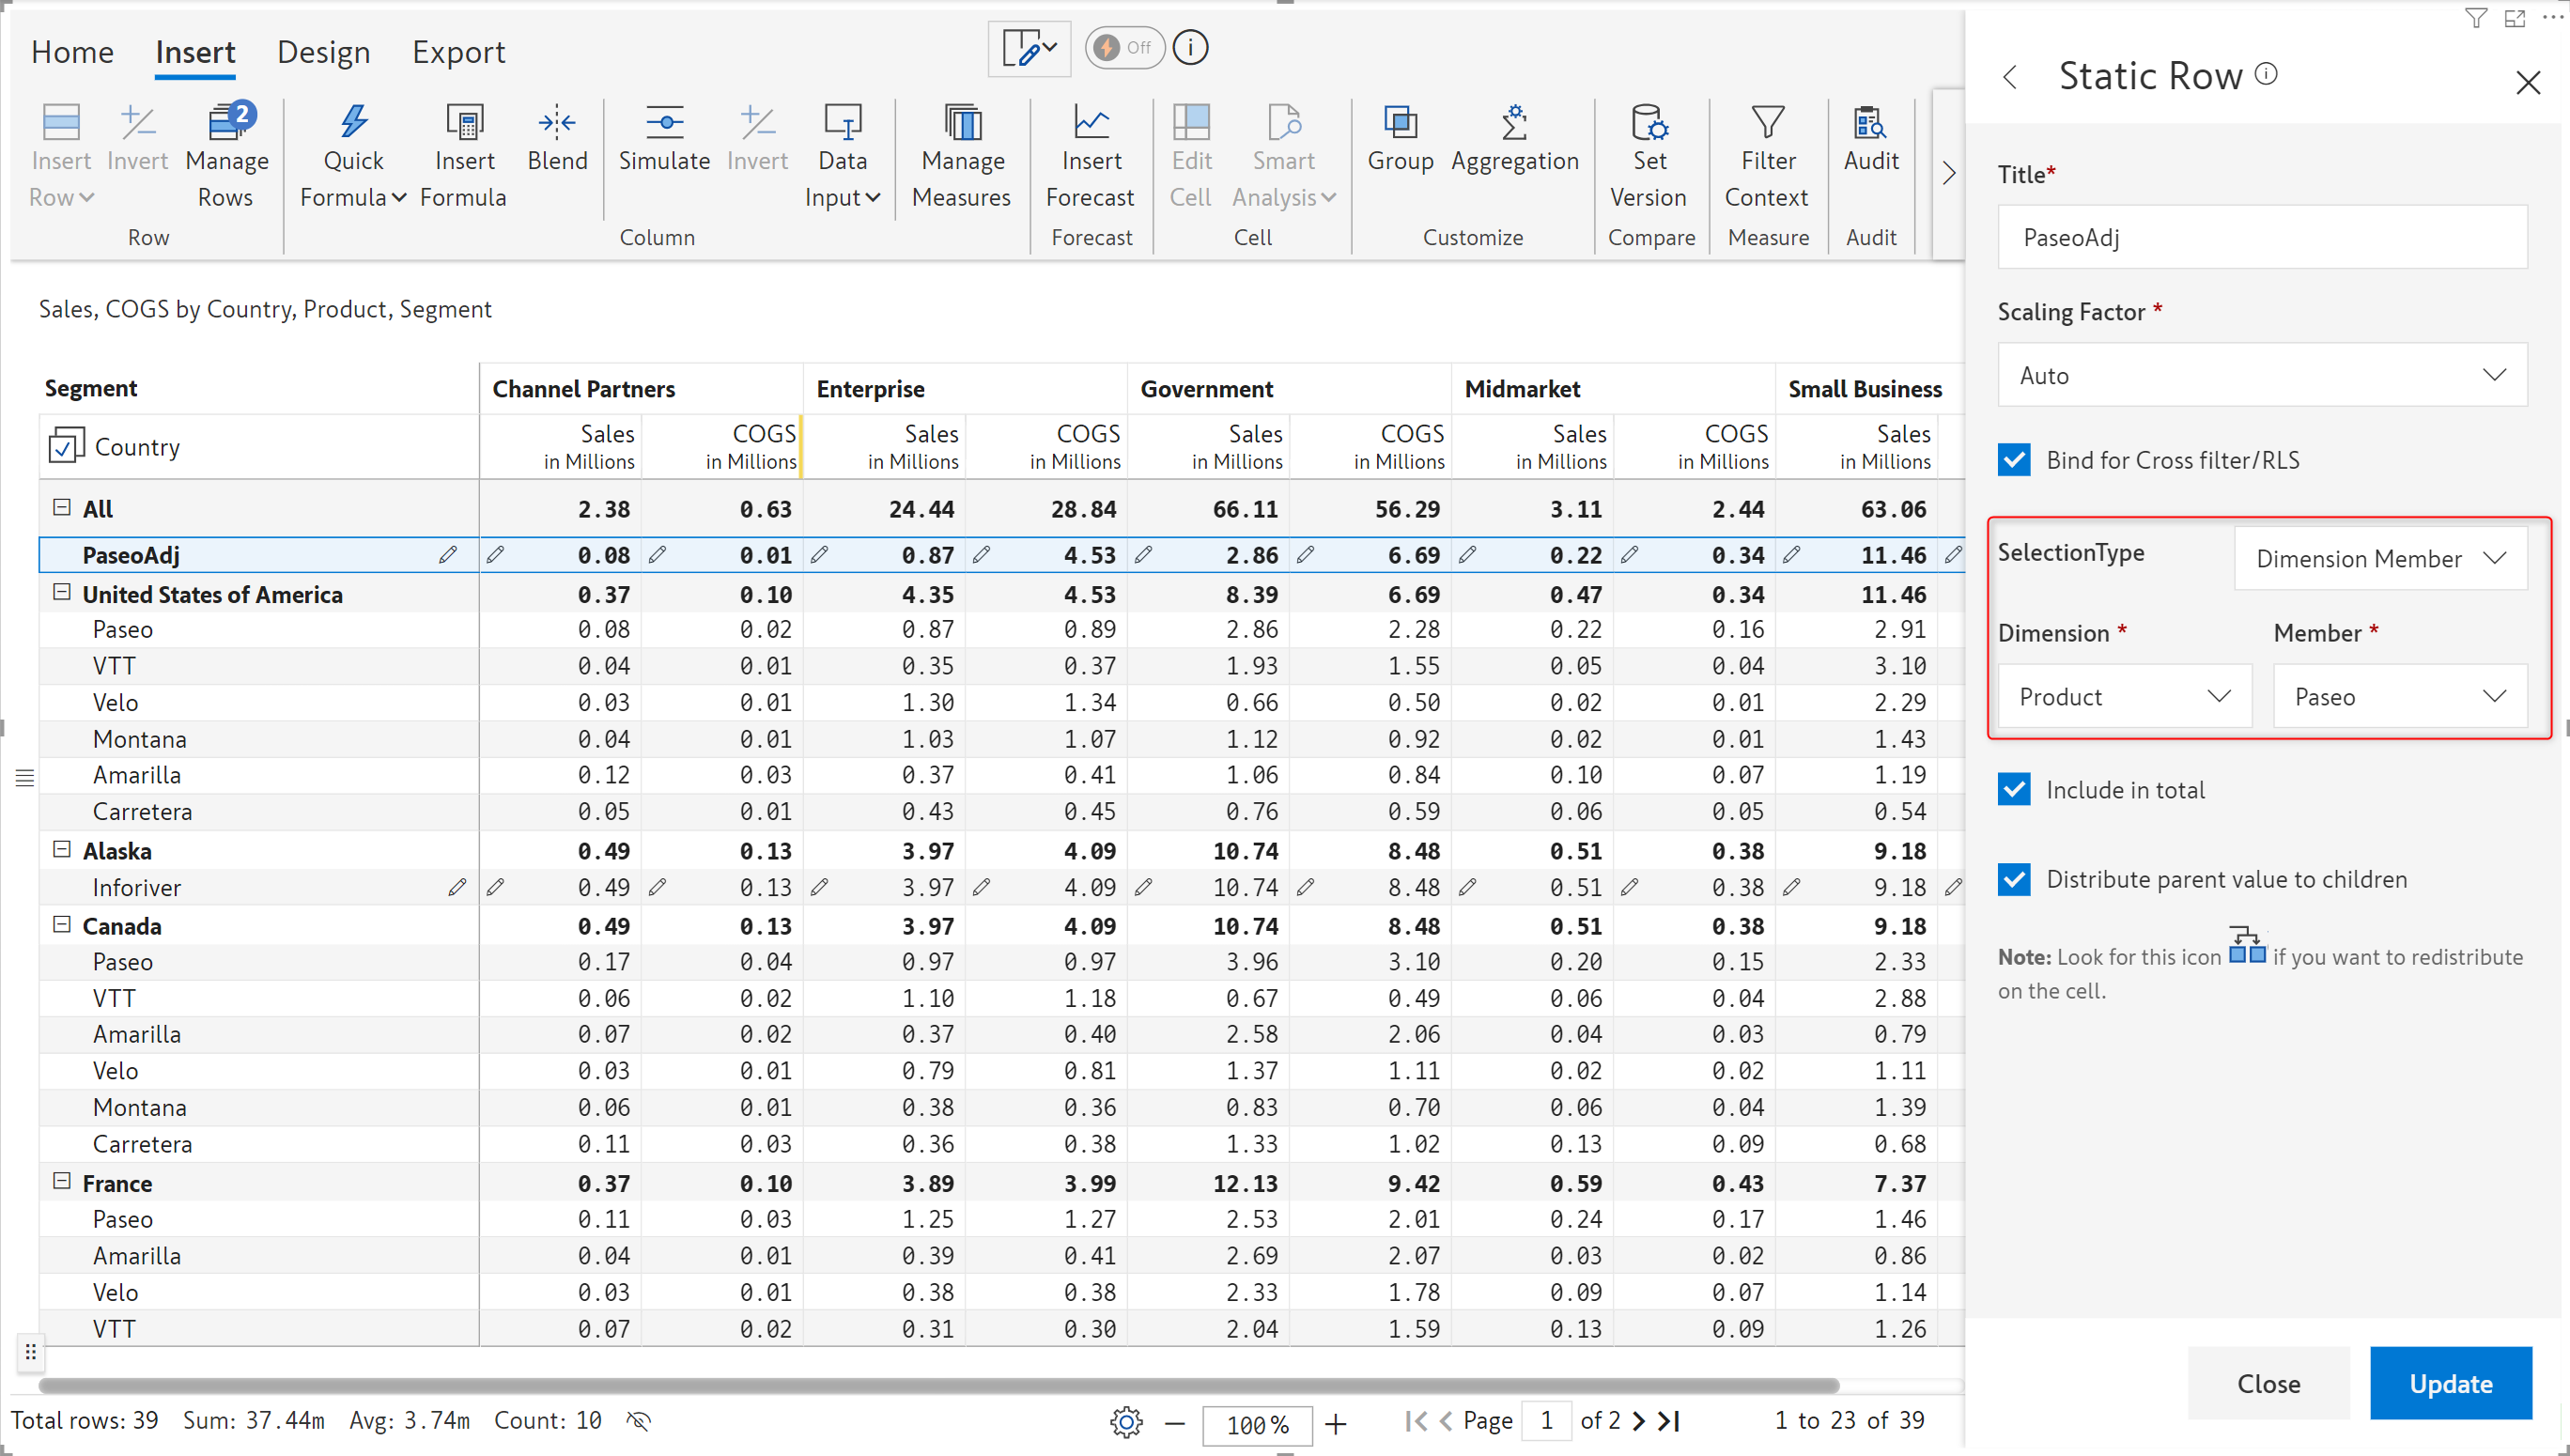 Home Insert Design Export Off
Static Row
Insert Row
Invert
Manage Rows 2
Quick Formula
Insert Formula
Blend
Simulate
Invert
Data Input
Manage Measures
Insert Forecast
Edit Cell
Smart Analysis
Group
Aggregation
Set Version
Filter Context
Audit
Row Column Forecast Cell Customize Compare Measure Audit
Sales, COGS by Country, Product, Segment
Segment Channel Partners Enterprise Government Midmarket Small Business
Country Sales in Millions COGS in Millions Sales in Millions COGS in Millions Sales in Millions COGS in Millions Sales in Millions COGS in Millions Sales in Millions
All 2.38 0.63 24.44 28.84 66.11 56.29 3.11 2.44 63.06
PaseoAdj 0.08 0.01 0.87 4.53 2.86 6.69 0.22 0.34 11.46
United States of America 0.37 0.10 4.35 4.53 8.39 6.69 0.47 0.34 11.46
Paseo 0.08 0.02 0.87 0.89 2.86 2.28 0.22 0.16 2.91
VTT 0.04 0.01 0.35 0.37 1.93 1.55 0.05 0.04 3.10
Velo 0.03 0.01 1.30 1.34 0.66 0.50 0.02 0.01 2.29
Montana 0.04 0.01 1.03 1.07 1.12 0.92 0.02 0.01 1.43
Amarilla 0.12 0.03 0.37 0.41 1.06 0.84 0.10 0.07 1.19
Carretera 0.05 0.01 0.43 0.45 0.76 0.59 0.06 0.05 0.54
Alaska 0.49 0.13 3.97 4.09 10.74 8.48 0.51 0.38 9.18
Inforiver 0.49 0.13 3.97 4.09 10.74 8.48 0.51 0.38 9.18
Canada 0.49 0.13 3.97 4.09 10.74 8.48 0.51 0.38 9.18
Paseo 0.17 0.04 0.97 0.97 3.96 3.10 0.20 0.15 2.33
VTT 0.06 0.02 1.10 1.18 0.67 0.49 0.06 0.04 2.88
Amarilla 0.07 0.02 0.37 0.40 2.58 2.06 0.04 0.03 0.79
Velo 0.03 0.01 0.79 0.81 1.37 1.11 0.02 0.02 1.11
Montana 0.06 0.01 0.38 0.36 0.83 0.70 0.06 0.04 1.39
Carretera 0.11 0.03 0.36 0.38 1.33 1.02 0.13 0.09 0.68
France 0.37 0.10 3.89 3.99 12.13 9.42 0.59 0.43 7.37
Paseo 0.11 0.03 1.25 1.27 2.53 2.01 0.24 0.17 1.46
Amarilla 0.04 0.01 0.39 0.41 2.69 2.07 0.03 0.02 0.86
Velo 0.03 0.01 0.38 0.38 2.33 1.78 0.09 0.07 1.14
VTT 0.07 0.02 0.31 0.30 2.04 1.59 0.13 0.09 1.26
Total rows: 39 Sum: 37.44m Avg: 3.74m Count: 10 100 % Page 1 of 2 1 to 23 of 39
Title*
PaseoAdj
Scaling Factor *
Auto
Bind for Cross filter/RLS
SelectionType Dimension Member
Dimension * Member *
Product Paseo
Include in total
Distribute parent value to children
Note: Look for this icon if you want to redistribute
on the cell.
Close Update